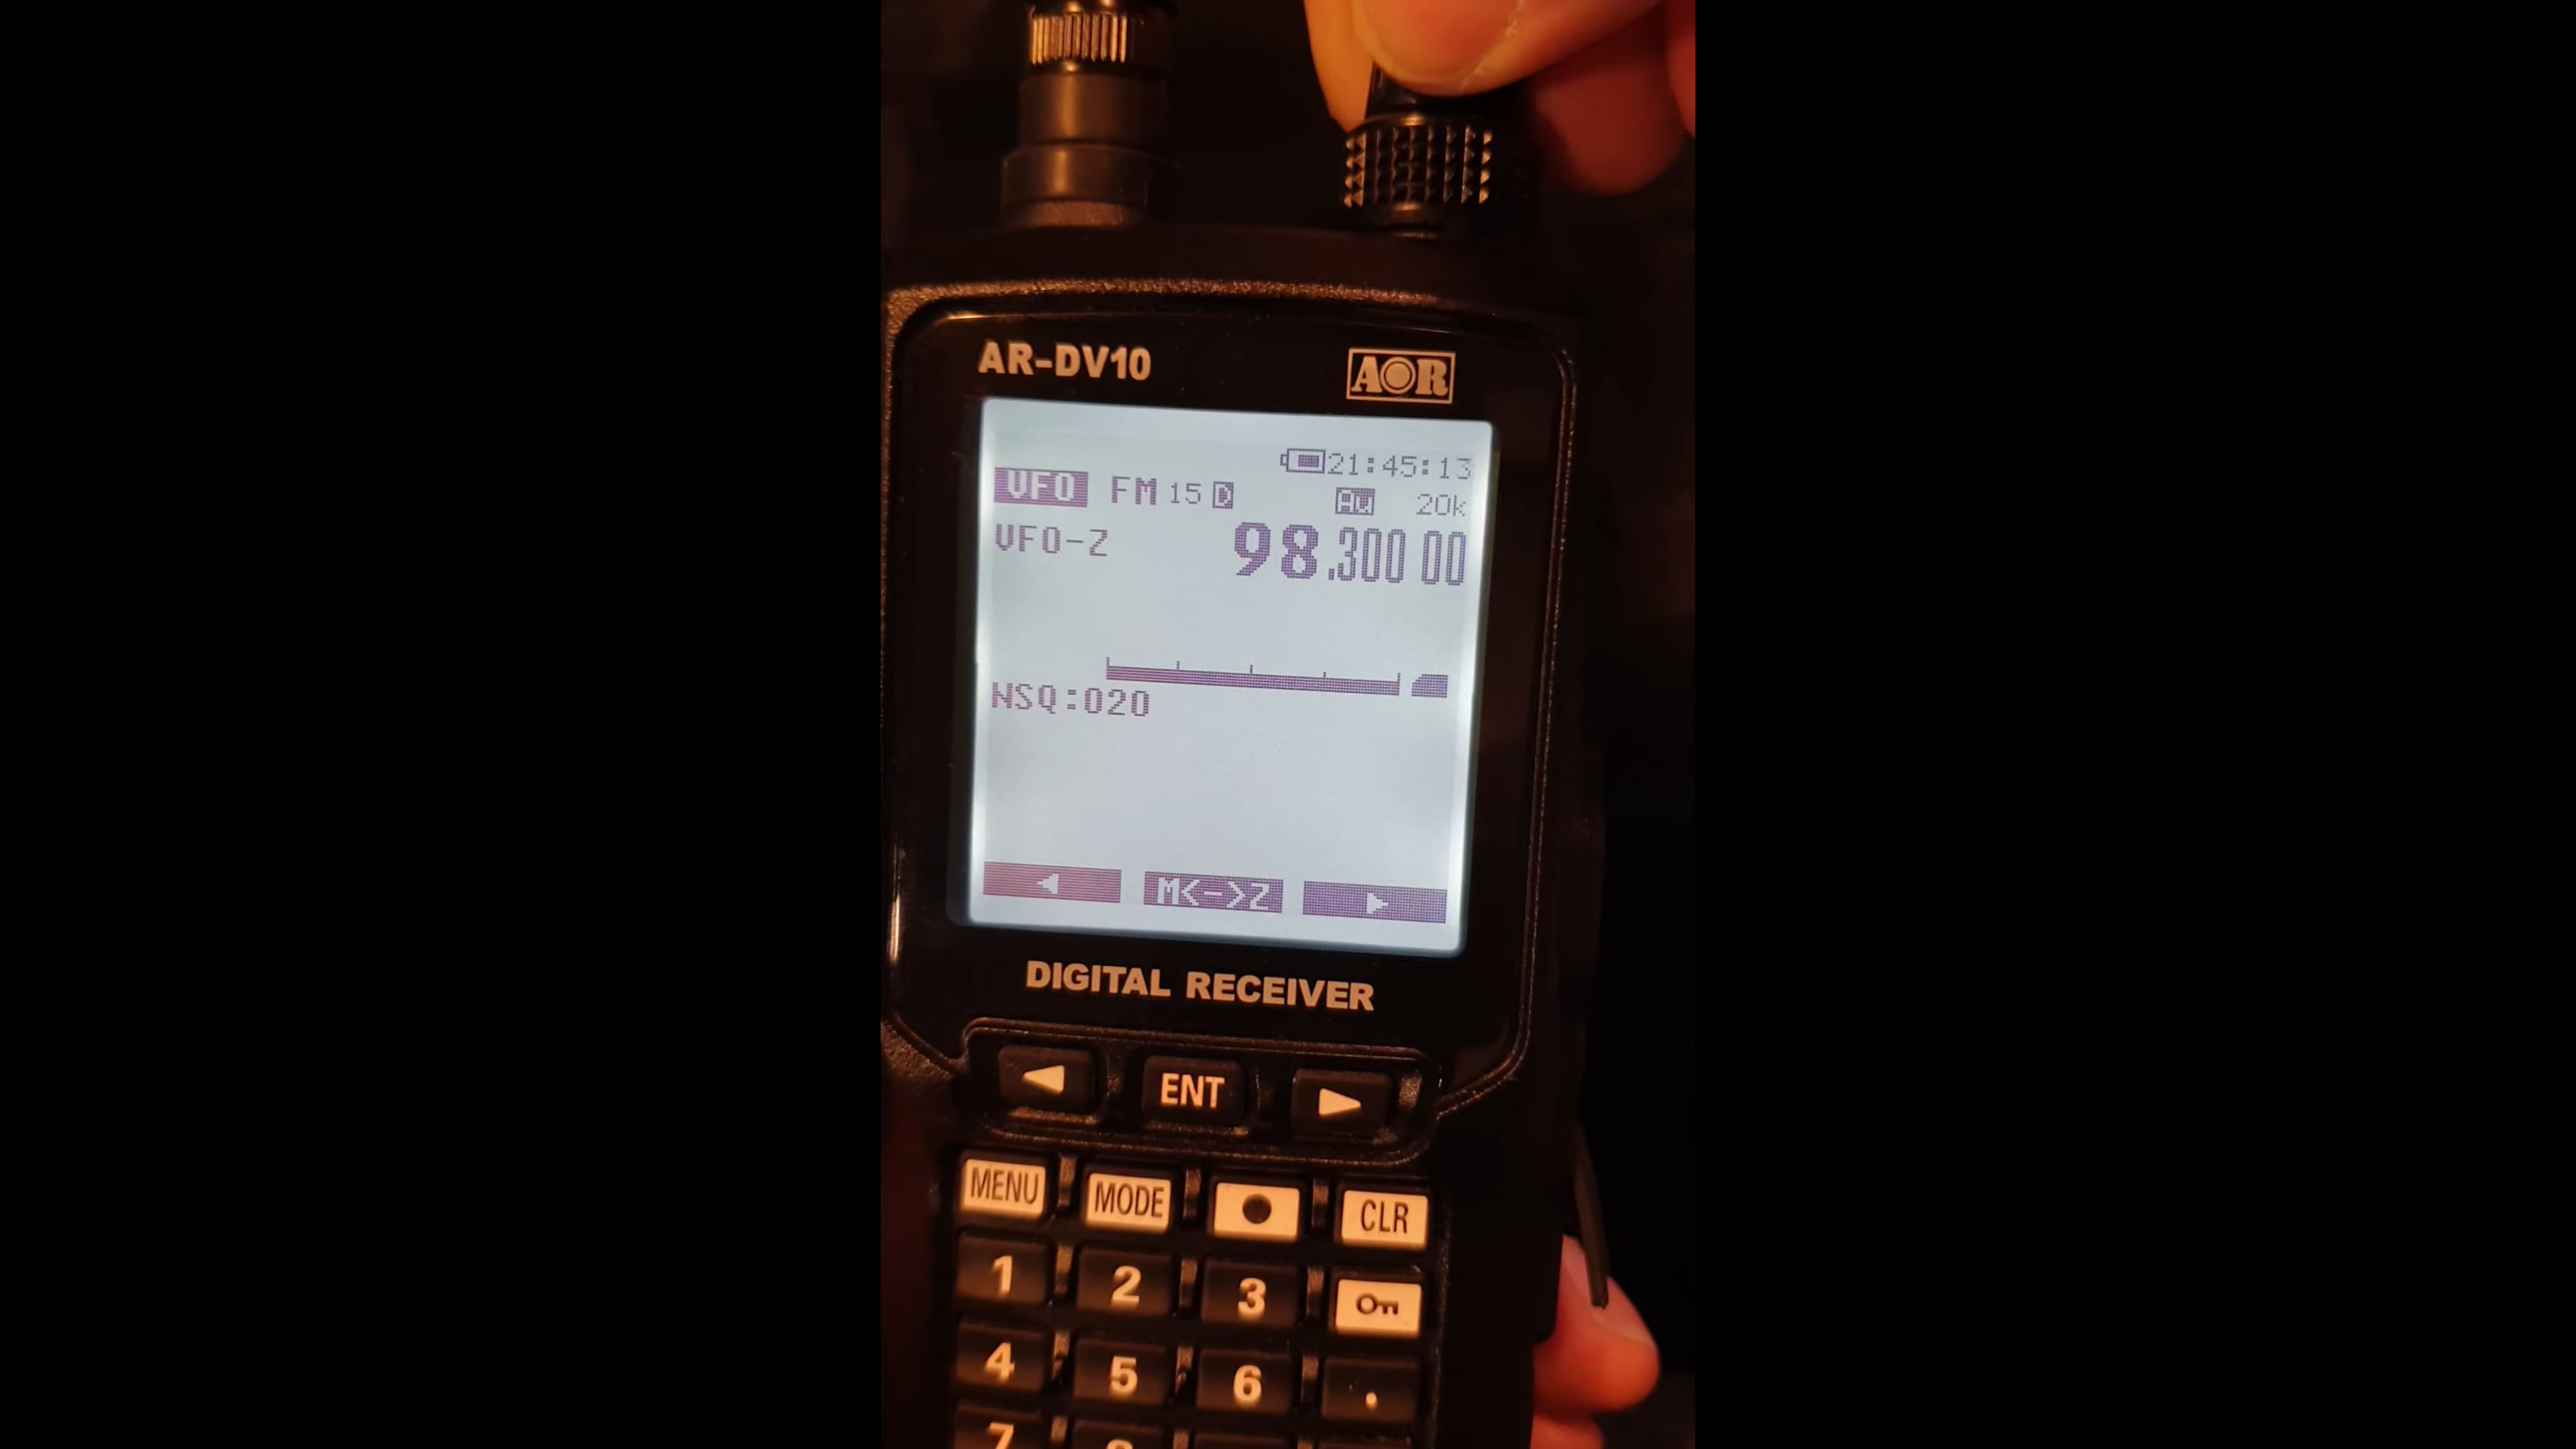 AR-DV10 AOR
21:45:13
VFO FM 15 D Au 20k
VFO-Z 98.300 00
NSQ:020
M<->Z
DIGITAL RECEIVER
ENT
MENU MODE CLR
1 2 3
4 5 6 .
7